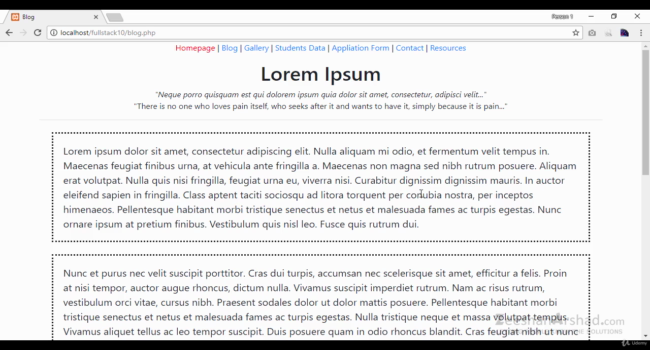 Blog
Person 1
localhost/fullstack10/blog.php
Homepage | Blog | Gallery | Students Data | Appliation Form | Contact | Resources
Lorem Ipsum
"Neque porro quisquam est qui dolorem ipsum quia dolor sit amet, consectetur, adipisci velit..."
"There is no one who loves pain itself, who seeks after it and wants to have it, simply because it is pain..."
Lorem ipsum dolor sit amet, consectetur adipiscing elit. Nulla aliquam mi odio, et fermentum velit tempus in.
Maecenas feugiat finibus urna, at vehicula ante fringilla a. Maecenas non magna sed nibh rutrum posuere. Aliquam
erat volutpat. Nulla quis nisi fringilla, feugiat urna eu, viverra nisi. Curabitur dignissim dignissim mauris. In auctor
eleifend sapien in fringilla. Class aptent taciti sociosqu ad litora torquent per conubia nostra, per inceptos
himenaeos. Pellentesque habitant morbi tristique senectus et netus et malesuada fames ac turpis egestas. Nunc
ornare ipsum at pretium finibus. Vestibulum quis nisl leo. Fusce quis rutrum dui.
Nunc et purus nec velit suscipit porttitor. Cras dui turpis, accumsan nec scelerisque sit amet, efficitur a felis. Proin
at nisi tempor, auctor augue rhoncus, dictum nulla. Vivamus suscipit imperdiet rutrum. Nam ac risus rutrum,
vestibulum orci vitae, cursus nibh. Praesent sodales dolor ut dolor mattis posuere. Pellentesque habitant morbi
tristique senectus et netus et malesuada fames ac turpis egestas. Nulla tristique neque et massa volutpat tempus.
Vivamus aliquet tellus ac leo tempor suscipit. Duis posuere quam in odio rhoncus blandit. Cras feugiat nibh ut nunc
ZeeshanArshad.com
SOLUTIONS
Udemy